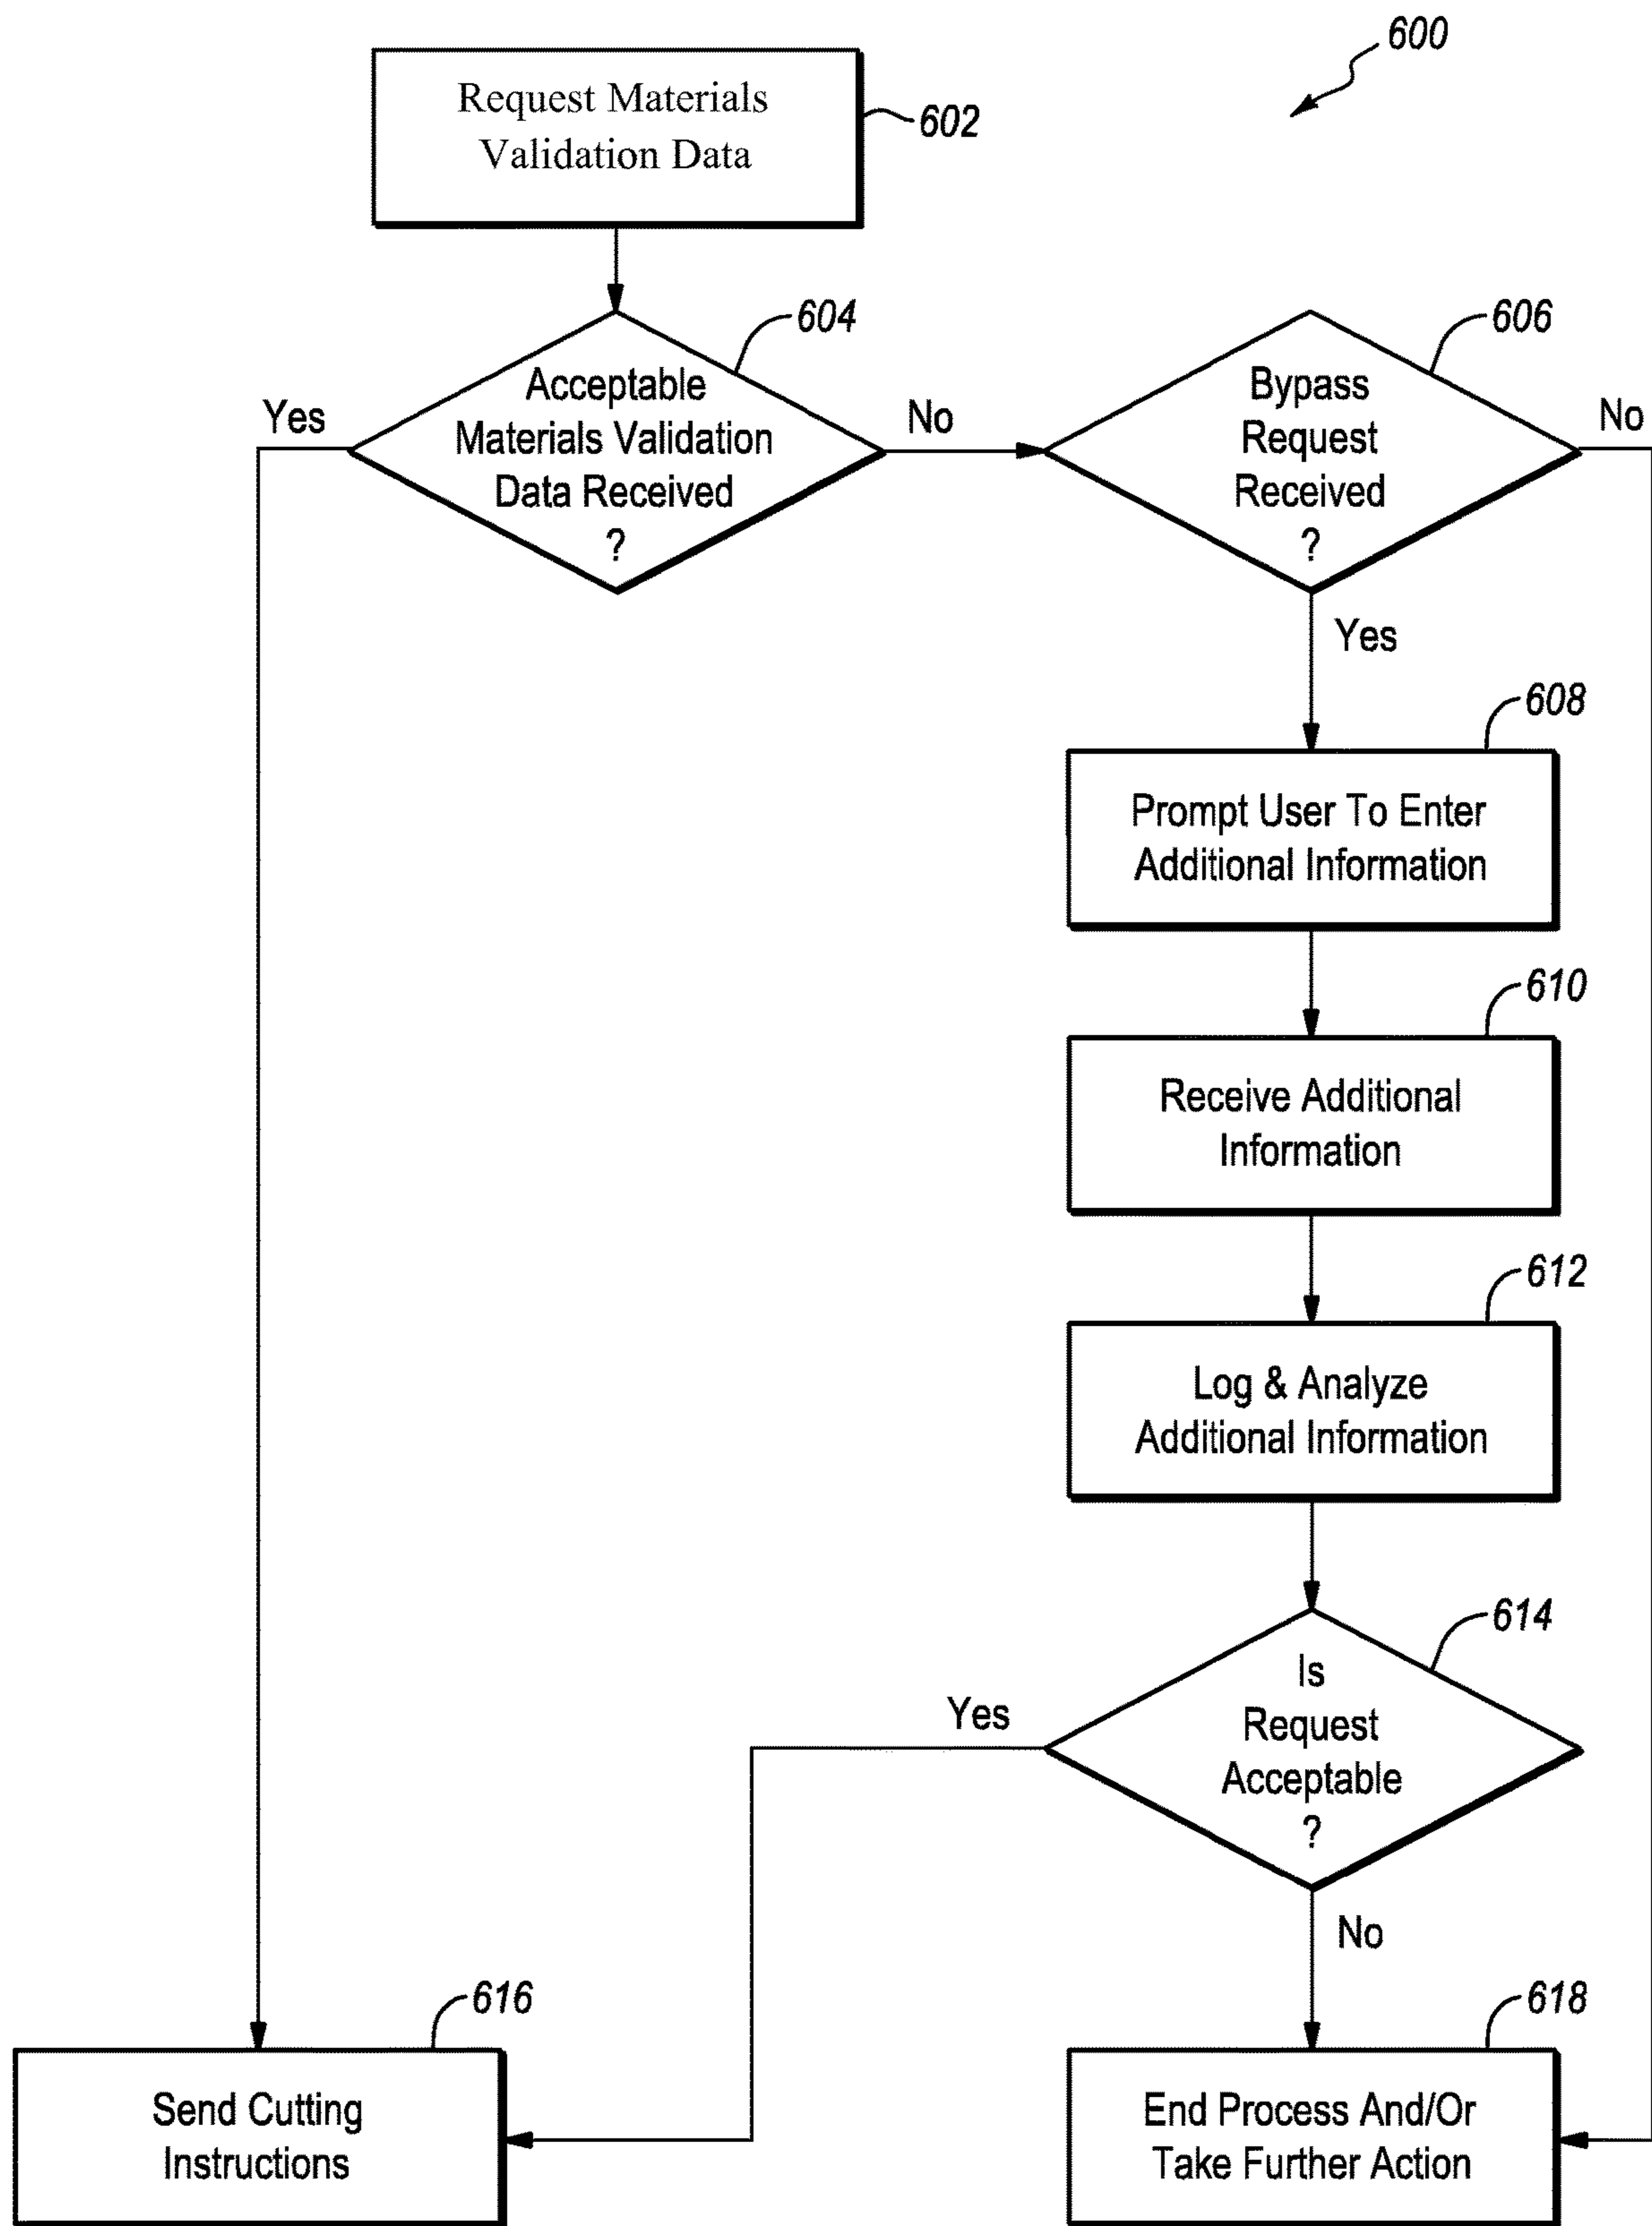 600
Request Materials
Validation Data
602
604
Acceptable
Materials Validation
Data Received
?
Yes
No
606
Bypass
Request
Received
?
No
Yes
608
Prompt User To Enter
Additional Information
610
Receive Additional
Information
612
Log & Analyze
Additional Information
614
Is
Request
Acceptable
?
Yes
No
616
Send Cutting
Instructions
618
End Process And/Or
Take Further Action